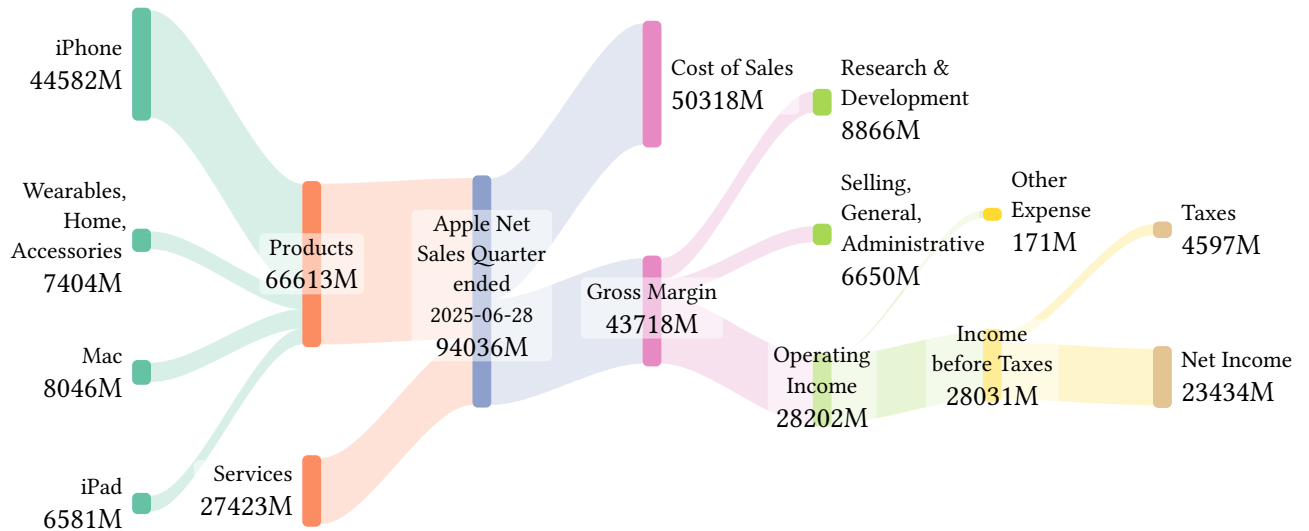 iPhone
44582M
Wearables,
Home,
Accessories
7404M
Mac
8046M
iPad
6581M
Products
66613M
Services
27423M
Apple Net
Sales Quarter
ended
2025-06-28
94036M
Cost of Sales
50318M
Gross Margin
43718M
Research &
Development
8866M
Selling,
General,
Administrative
6650M
Operating
Income
28202M
Other
Expense
171M
Income
before Taxes
28031M
Taxes
4597M
Net Income
23434M